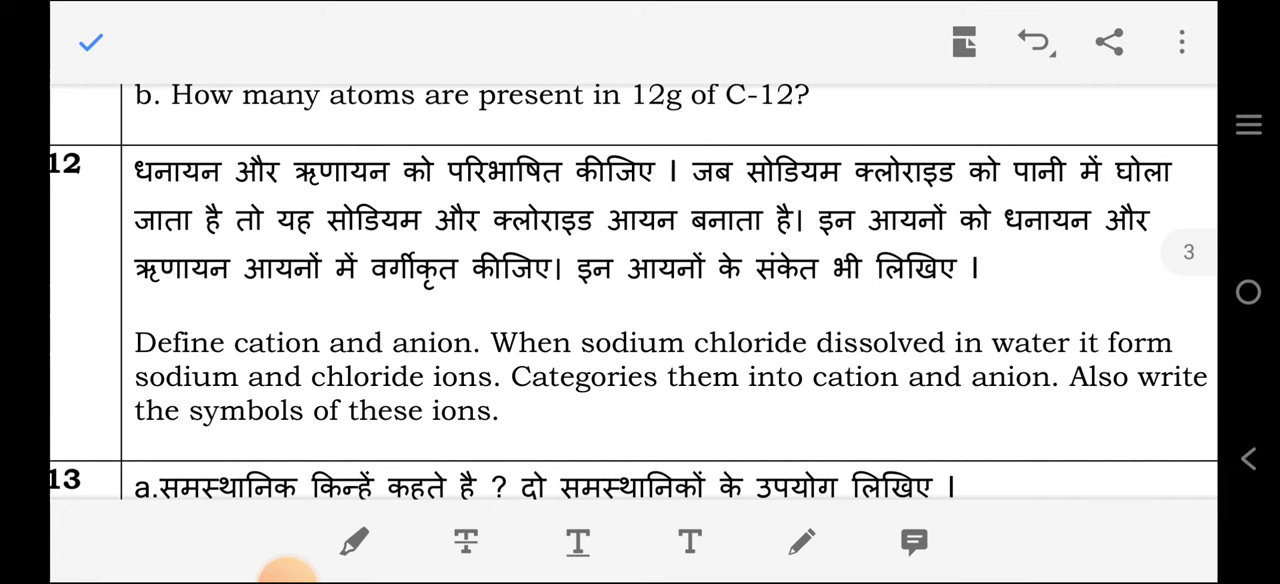 b. How many atoms are present in 12g of C-12?
12
धनायन और ऋणायन को परिभाषित कीजिए । जब सोडियम क्लोराइड को पानी में घोला
जाता है तो यह सोडियम और क्लोराइड आयन बनाता है। इन आयनों को धनायन और
3
ऋणायन आयनों में वर्गीकृत कीजिए। इन आयनों के संकेत भी लिखिए ।
Define cation and anion. When sodium chloride dissolved in water it form
sodium and chloride ions. Categories them into cation and anion. Also write
the symbols of these ions.
13
a.समस्थानिक किन्हें कहते है ? दो समस्थानिकों के उपयोग लिखिए ।